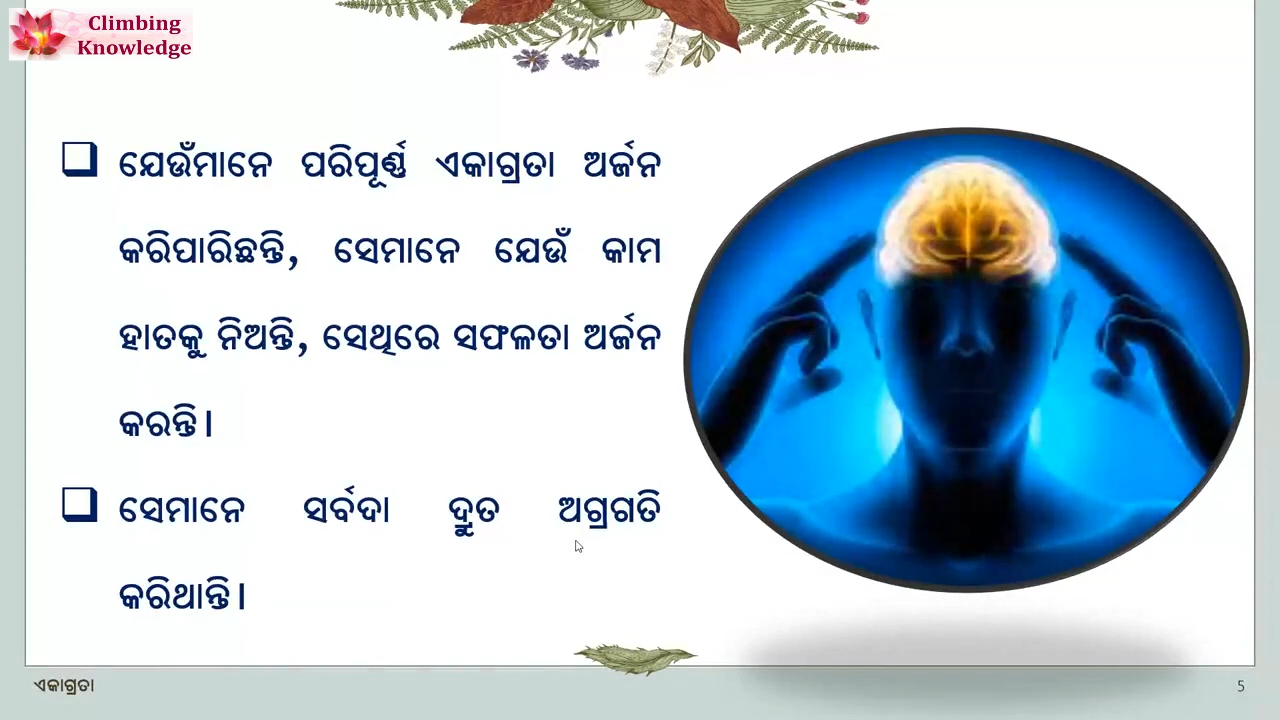 Climbing
Knowledge
❑ ଯେଉଁମାନେ ପରିପୂର୍ଣ୍ଣ ଏକାଗ୍ରତା ଅର୍ଜନ
କରିପାରିଛନ୍ତି, ସେମାନେ ଯେଉଁ କାମ
ହାତକୁ ନିଅନ୍ତି, ସେଥିରେ ସଫଳତା ଅର୍ଜନ
କରନ୍ତି।
❑ ସେମାନେ ସର୍ବଦା ଦ୍ରୁତ ଅଗ୍ରଗତି
କରିଥାନ୍ତି।
ଏକାଗ୍ରତା
5